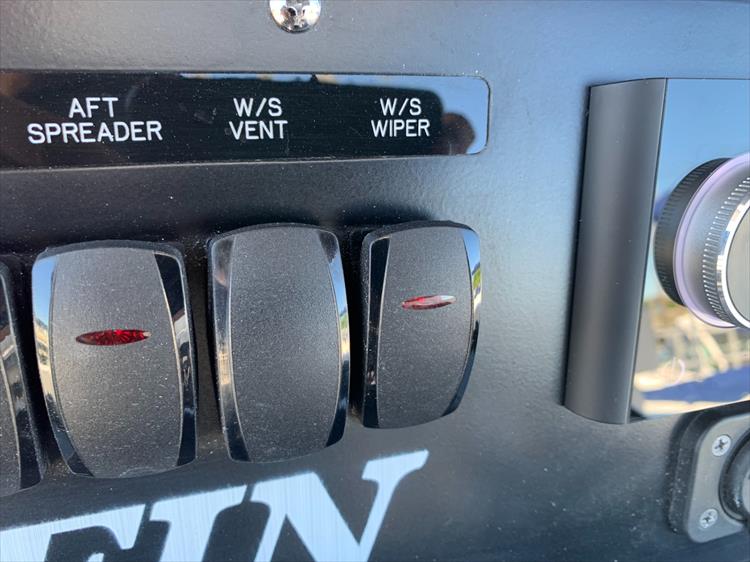 AFT
SPREADER
W/S
VENT
W/S
WIPER